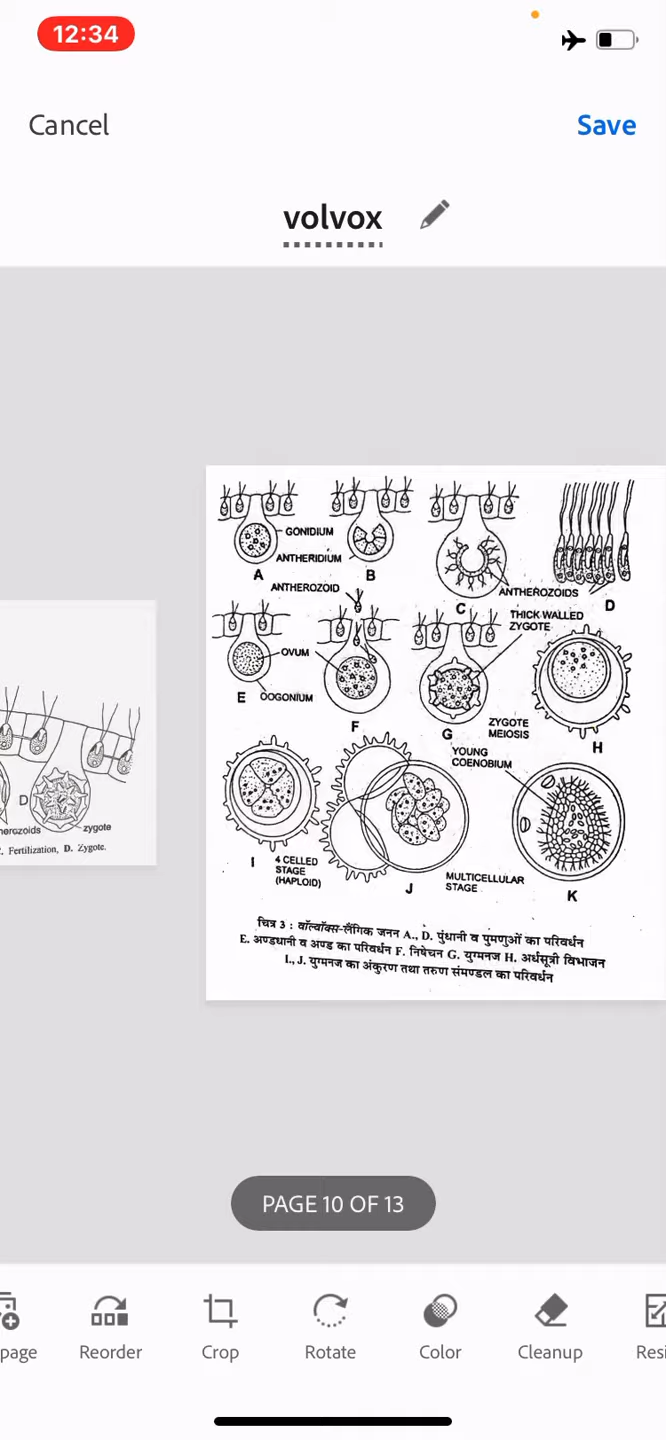 12:34
Cancel
Save
volvox
GONIDIUM
ANTHERIDIUM
A
B
ANTHEROZOID
C
ANTHEROZOIDS
D
THICK WALLED
ZYGOTE
OVUM
E
OOGONIUM
F
G
ZYGOTE
MEIOSIS
H
YOUNG
COENOBIUM
I
4 CELLED
STAGE
(HAPLOID)
J
MULTICELLULAR
STAGE
K
चित्र 3 : वॉल्वॉक्स-लैंगिक जनन A., D. पुंधानी व पुमणुओं का परिवर्धन
E. अण्डधानी व अण्ड का परिवर्धन F. निषेचन G. युग्मनज H. अर्धसूत्री विभाजन
I., J. युग्मनज का अंकुरण तथा तरुण संमण्डल का परिवर्धन
D
herozoids
zygote
. Fertilization, D. Zygote.
PAGE 10 OF 13
page
Reorder
Crop
Rotate
Color
Cleanup
Resi